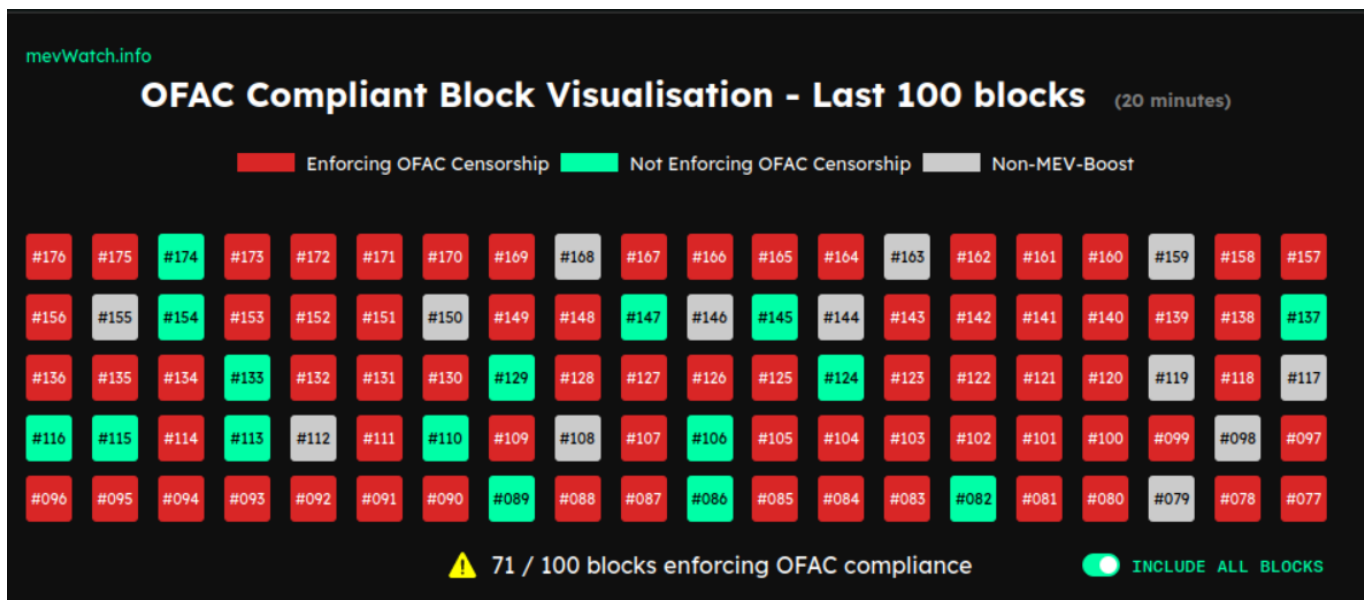 mevWatch.info
OFAC Compliant Block Visualisation - Last 100 blocks (20 minutes)
Enforcing OFAC Censorship Not Enforcing OFAC Censorship Non-MEV-Boost
#176 #175 #174 #173 #172 #171 #170 #169 #168 #167 #166 #165 #164 #163 #162 #161 #160 #159 #158 #157
#156 #155 #154 #153 #152 #151 #150 #149 #148 #147 #146 #145 #144 #143 #142 #141 #140 #139 #138 #137
#136 #135 #134 #133 #132 #131 #130 #129 #128 #127 #126 #125 #124 #123 #122 #121 #120 #119 #118 #117
#116 #115 #114 #113 #112 #111 #110 #109 #108 #107 #106 #105 #104 #103 #102 #101 #100 #099 #098 #097
#096 #095 #094 #093 #092 #091 #090 #089 #088 #087 #086 #085 #084 #083 #082 #081 #080 #079 #078 #077
71 / 100 blocks enforcing OFAC compliance INCLUDE ALL BLOCKS